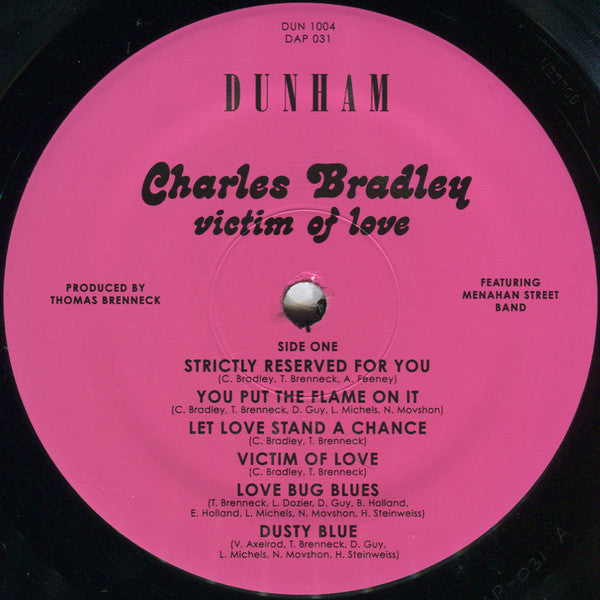 DUN 1004
DAP 031
DUNHAM
Charles Bradley
victim of love
PRODUCED BY
THOMAS BRENNECK
FEATURING
MENAHAN STREET
BAND
SIDE ONE
STRICTLY RESERVED FOR YOU
(C. Bradley, T. Brenneck, A. Feeney)
YOU PUT THE FLAME ON IT
(C. Bradley, T. Brenneck, D. Guy, L. Michels, N. Movshon)
LET LOVE STAND A CHANCE
(C. Bradley, T. Brenneck)
VICTIM OF LOVE
(C. Bradley, T. Brenneck)
LOVE BUG BLUES
(T. Brenneck, L. Dozier, D. Guy, B. Holland,
E. Holland, L. Michels, N. Movshon, H. Steinweiss)
DUSTY BLUE
(V. Axelrod, T. Brenneck, D. Guy,
L. Michels, N. Movshon, H. Steinweiss)